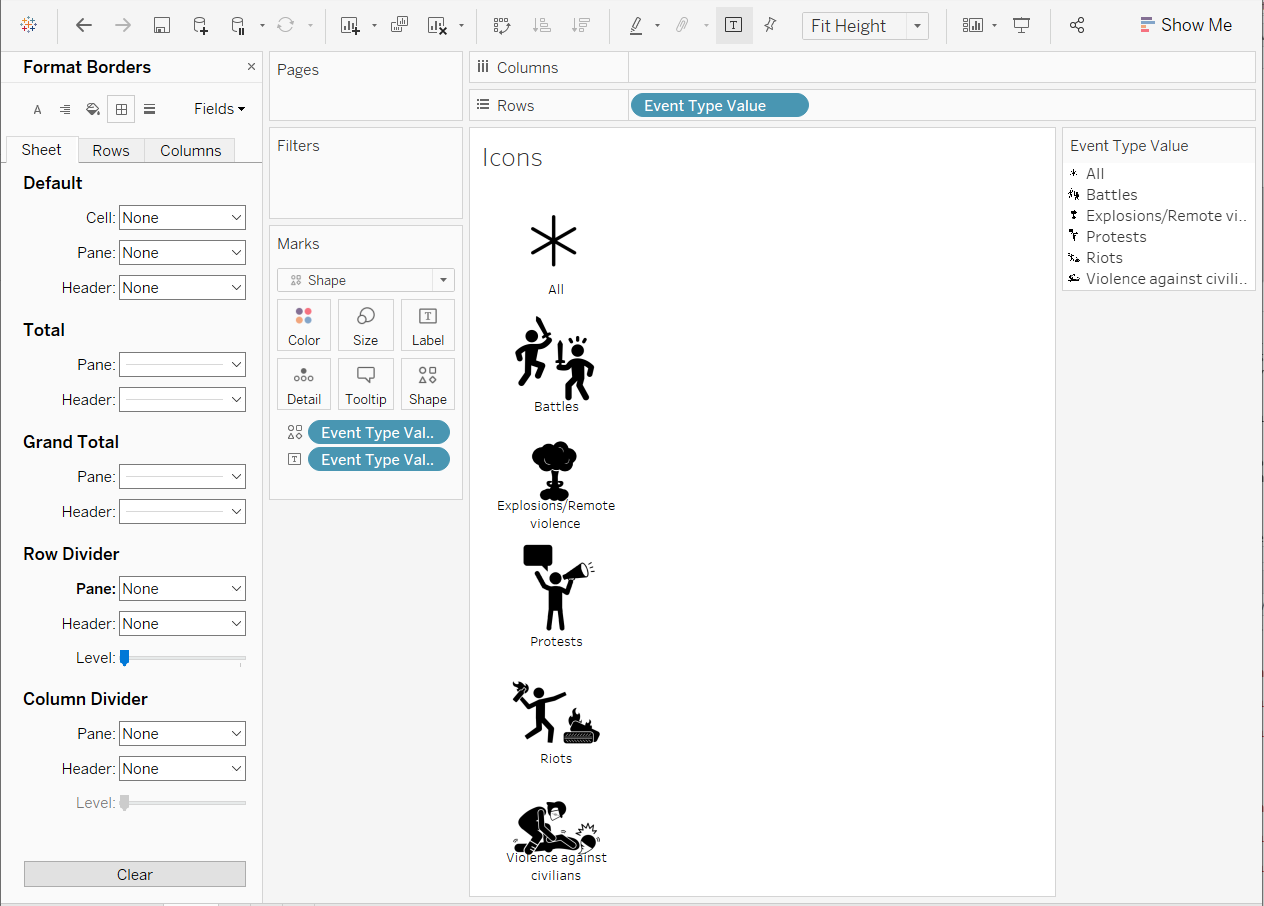 Fit Height
Show Me
Format Borders
A
Fields
Sheet
Rows
Columns
Default
Cell: None
Pane: None
Header: None
Total
Pane:
Header:
Grand Total
Pane:
Header:
Row Divider
Pane: None
Header: None
Level:
Column Divider
Pane: None
Header: None
Level:
Clear
Pages
Filters
Marks
Shape
Color
Size
Label
Detail
Tooltip
Shape
Event Type Val..
Event Type Val..
Columns
Rows
Event Type Value
Icons
All
Battles
Explosions/Remote
violence
Protests
Riots
Violence against
civilians
Event Type Value
All
Battles
Explosions/Remote vi..
Protests
Riots
Violence against civili..